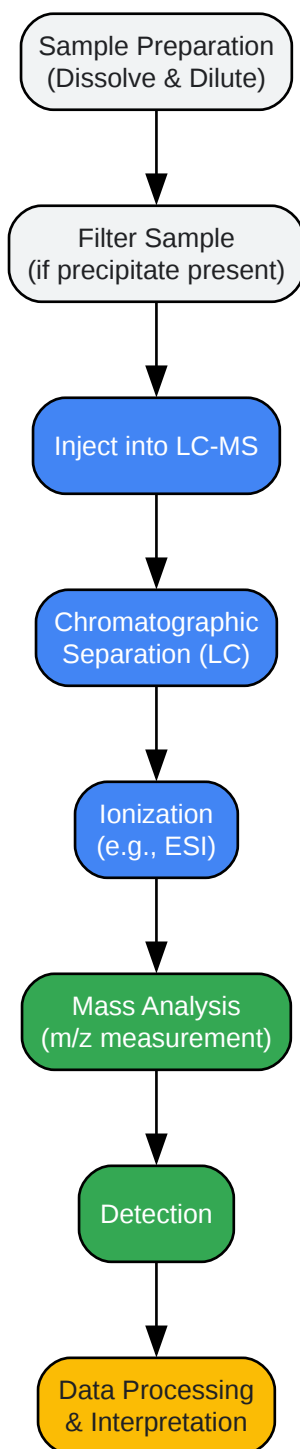 Sample Preparation
(Dissolve & Dilute)
Filter Sample
(if precipitate present)
Inject into LC-MS
Chromatographic
Separation (LC)
Ionization
(e.g., ESI)
Mass Analysis
(m/z measurement)
Detection
Data Processing
& Interpretation